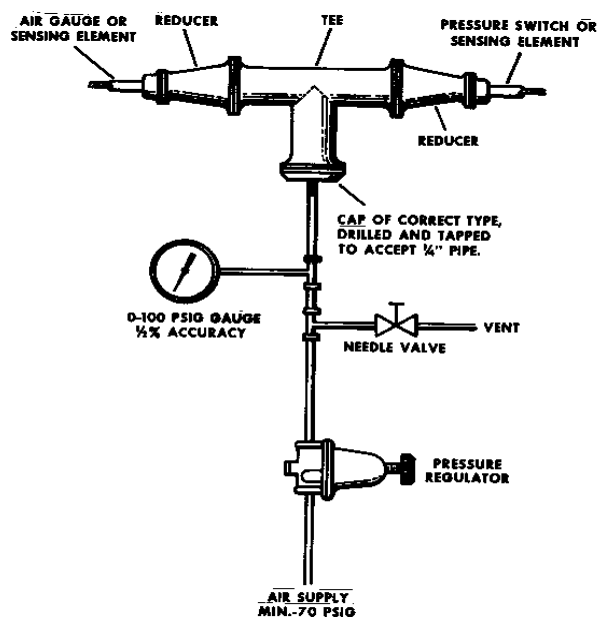 AIR GAUGE OR
SENSING ELEMENT
REDUCER
TEE
PRESSURE SWITCH OR
SENSING ELEMENT
REDUCER
CAP OF CORRECT TYPE,
DRILLED AND TAPPED
TO ACCEPT ¼" PIPE.
0-100 PSIG GAUGE
½% ACCURACY
VENT
NEEDLE VALVE
PRESSURE
REGULATOR
AIR SUPPLY
MIN.-70 PSIG